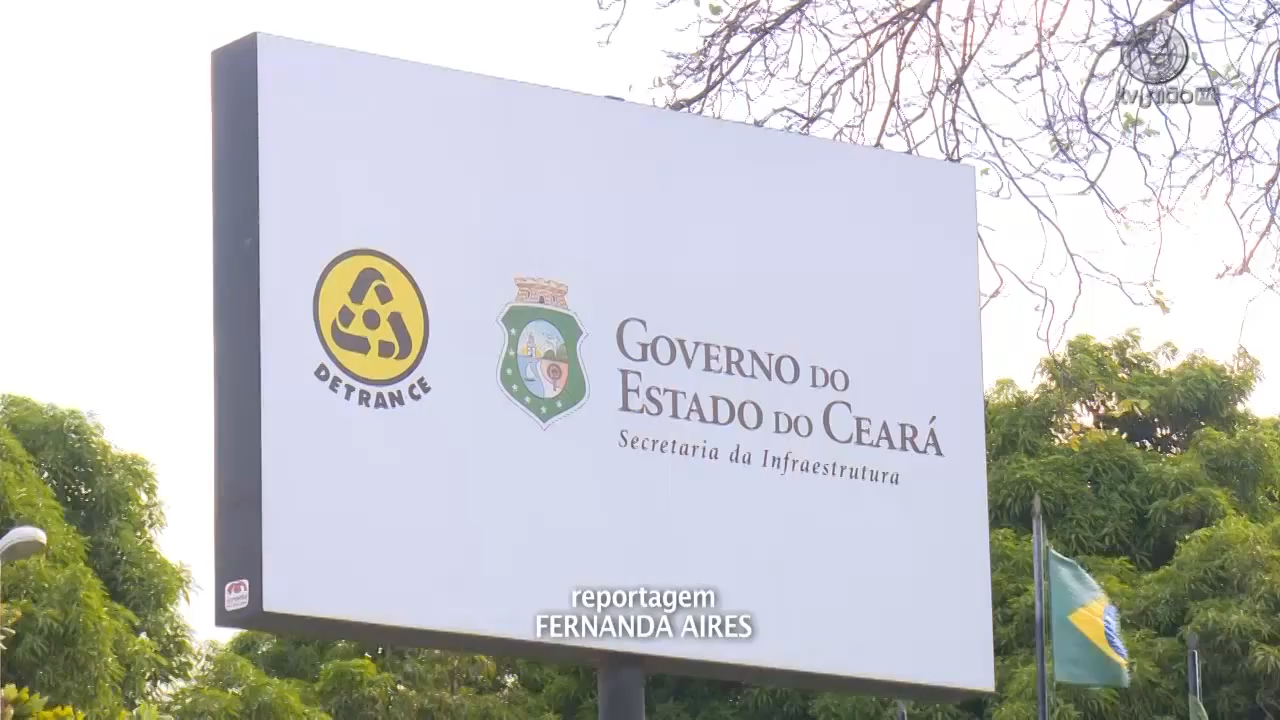 DETRANCE
GOVERNO DO
ESTADO DO CEARÁ
Secretaria da Infraestrutura
reportagem
FERNANDA AIRES